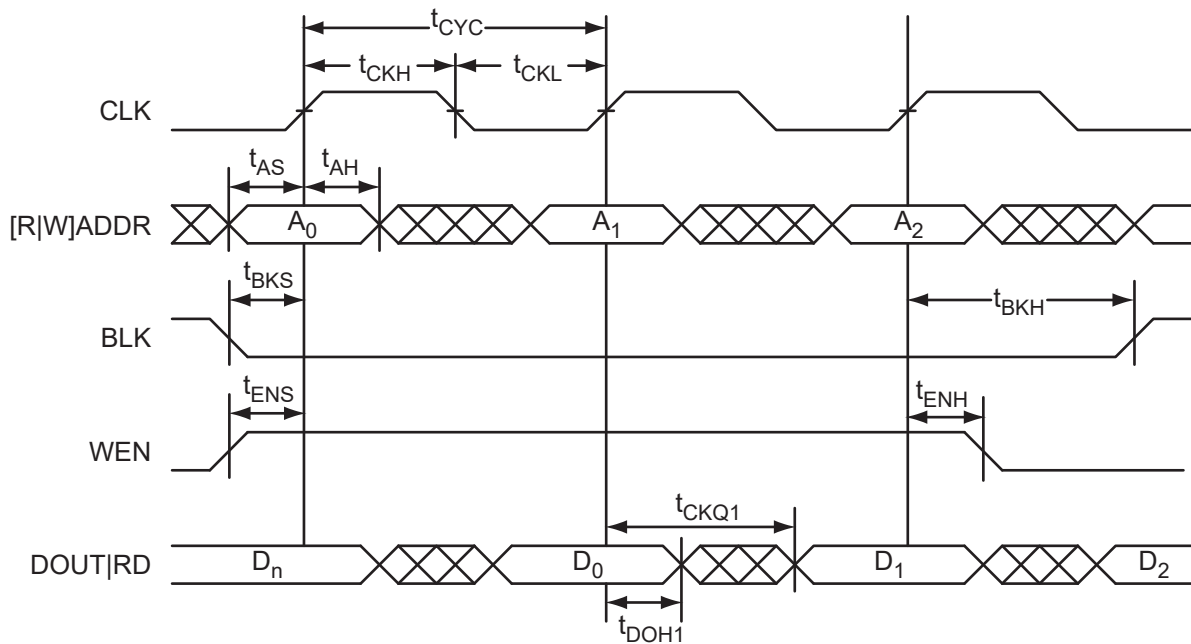 tCYC
tCKH tCKL
CLK
tAS tAH
[R|W]ADDR A0 A1 A2
tBKS tBKH
BLK
tENS tENH
WEN
tCKQ1
DOUT|RD Dn D0 D1 D2
tDOH1